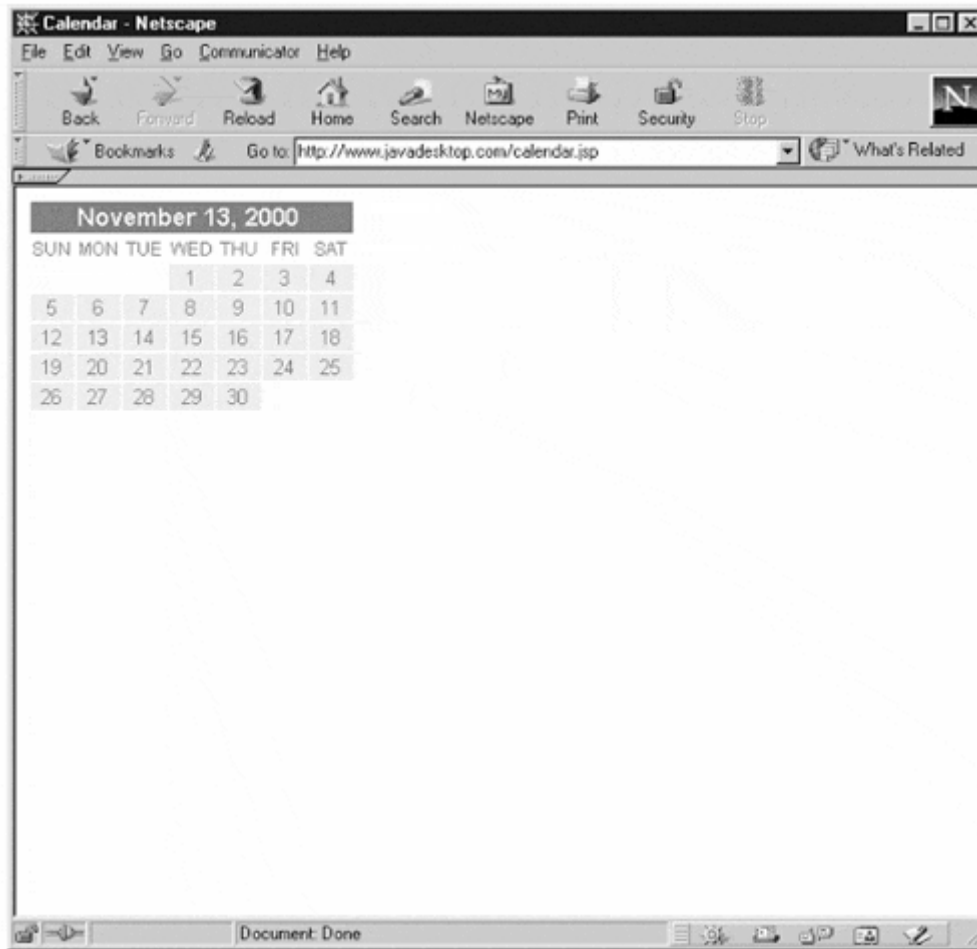 Calendar - Netscape
File Edit View Go Communicator Help
Back Forward Reload Home Search Netscape Print Security Stop
N
Bookmarks Go to: http://www.javadesktop.com/calendar.jsp What's Related
November 13, 2000
SUN MON TUE WED THU FRI SAT
1 2 3 4
5 6 7 8 9 10 11
12 13 14 15 16 17 18
19 20 21 22 23 24 25
26 27 28 29 30
Document: Done